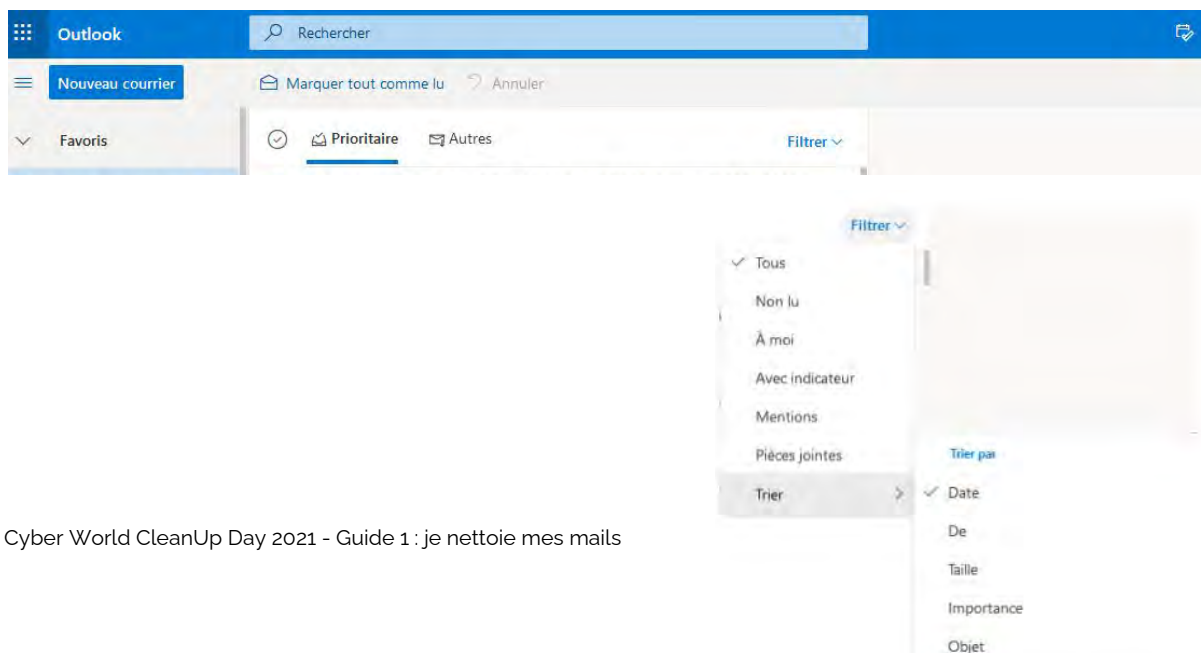 Outlook
Rechercher
Nouveau courrier
Marquer tout comme lu
Annuler
Favoris
Prioritaire
Autres
Filtrer
Filtrer
Tous
Non lu
À moi
Avec indicateur
Mentions
Pièces jointes
Trier
Trier par
Date
De
Taille
Importance
Objet
Cyber World CleanUp Day 2021 - Guide 1 : je nettoie mes mails